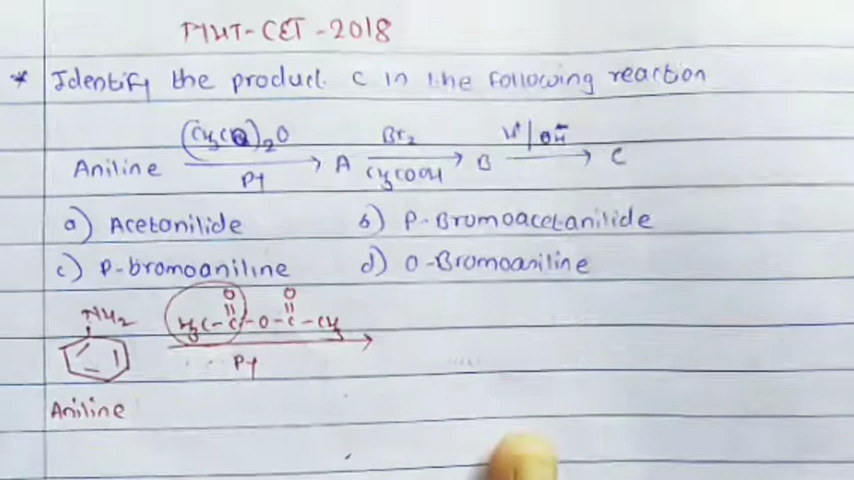 MHT-CET-2018
* Identify the product C in the following reaction
(CH3CO)2O Br2 H+/OH-
Aniline → A → B → C
Py CH3COOH
a) Acetonilide b) P-Bromoacetanilide
c) P-bromoaniline d) O-Bromoaniline
NH2 O O
H3C-C-O-C-CH3
Py
Aniline